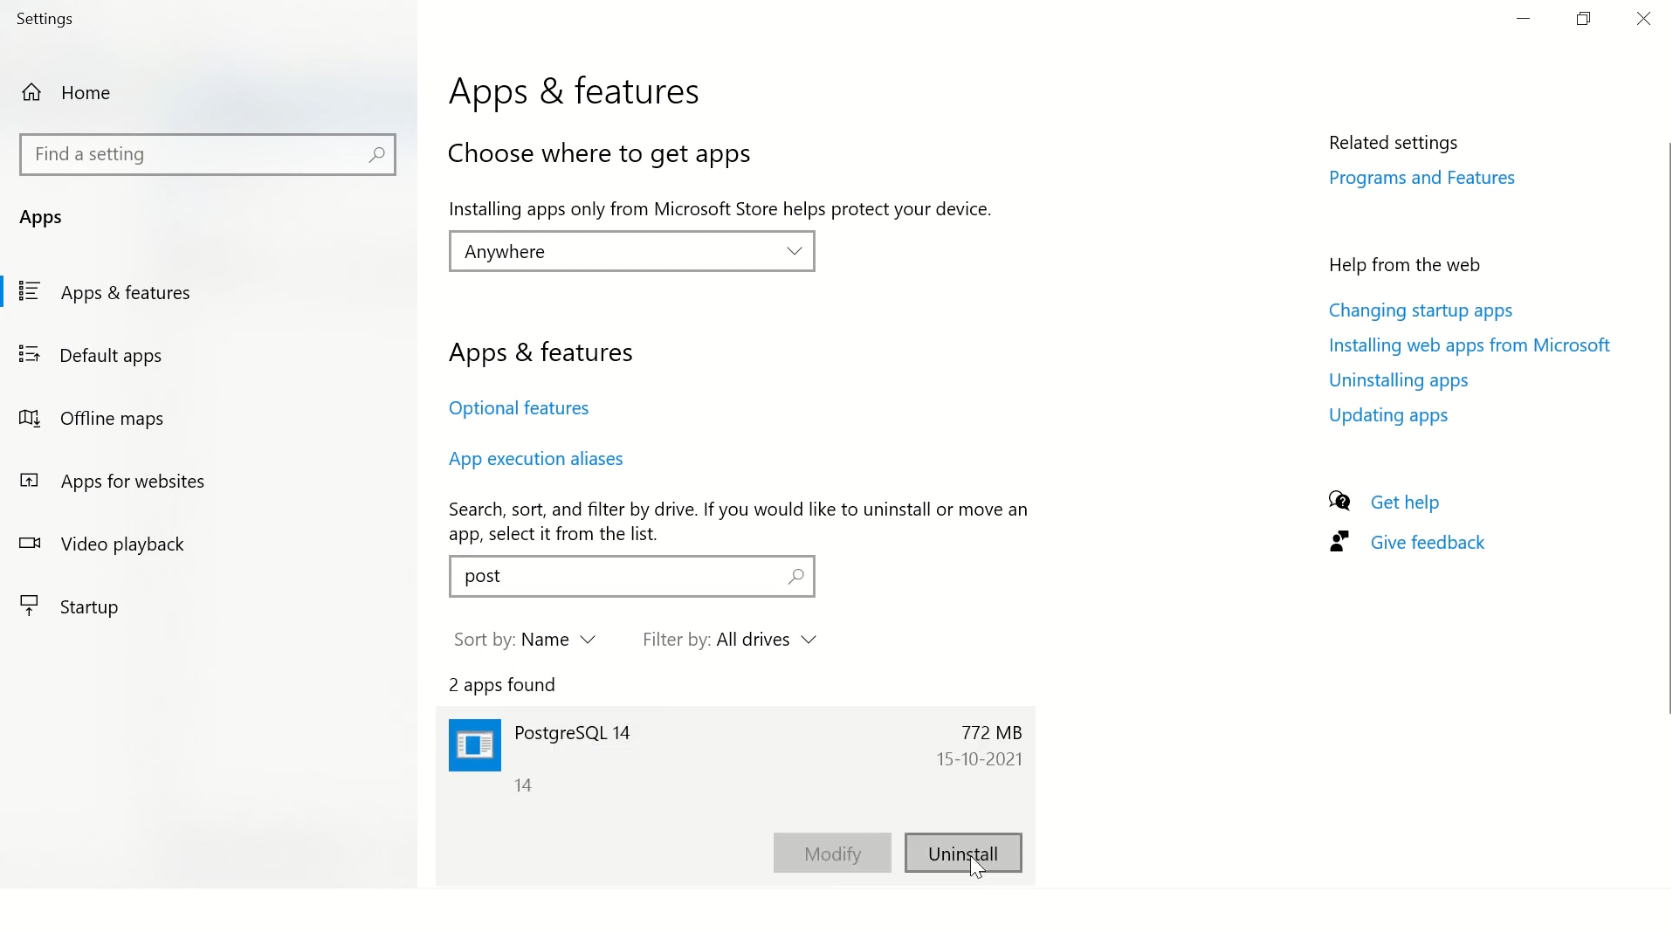 Settings
Home
Find a setting
Apps
Apps & features
Default apps
Offline maps
Apps for websites
Video playback
Startup
Apps & features
Choose where to get apps
Installing apps only from Microsoft Store helps protect your device.
Anywhere
Apps & features
Optional features
App execution aliases
Search, sort, and filter by drive. If you would like to uninstall or move an
app, select it from the list.
post
Sort by: Name
Filter by: All drives
2 apps found
PostgreSQL 14
772 MB
15-10-2021
14
Modify
Uninstall
Related settings
Programs and Features
Help from the web
Changing startup apps
Installing web apps from Microsoft
Uninstalling apps
Updating apps
Get help
Give feedback